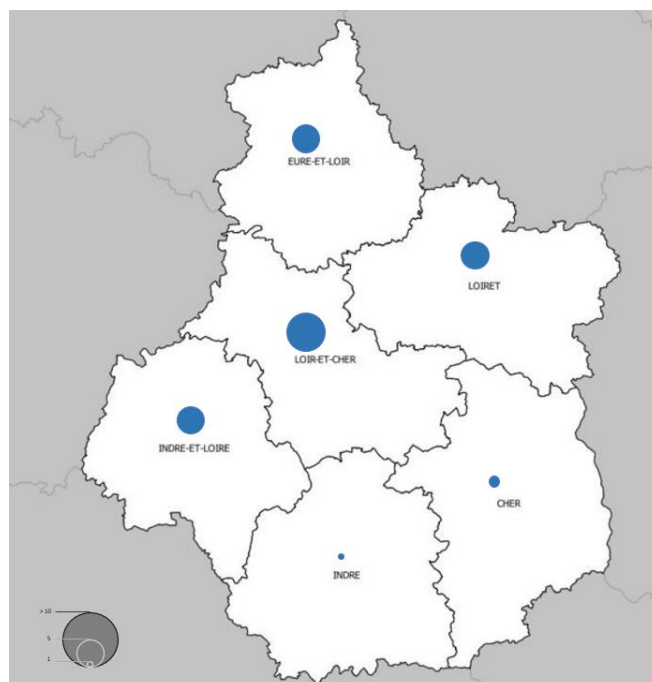 EURE-ET-LOIR
LOIRET
LOIR-ET-CHER
INDRE-ET-LOIRE
CHER
INDRE
>10
5
1